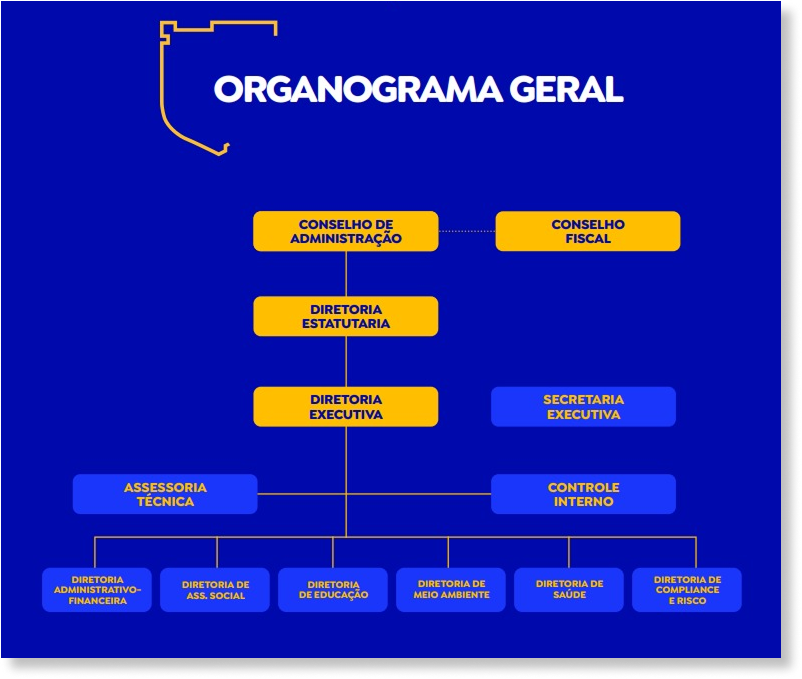 ORGANOGRAMA GERAL
CONSELHO DE
ADMINISTRAÇÃO
CONSELHO
FISCAL
DIRETORIA
ESTATUTARIA
DIRETORIA
EXECUTIVA
SECRETARIA
EXECUTIVA
ASSESSORIA
TÉCNICA
CONTROLE
INTERNO
DIRETORIA
ADMINISTRATIVO-
FINANCEIRA
DIRETORIA DE
ASS. SOCIAL
DIRETORIA
DE EDUCAÇÃO
DIRETORIA DE
MEIO AMBIENTE
DIRETORIA DE
SAÚDE
DIRETORIA DE
COMPLIANCE
E RISCO